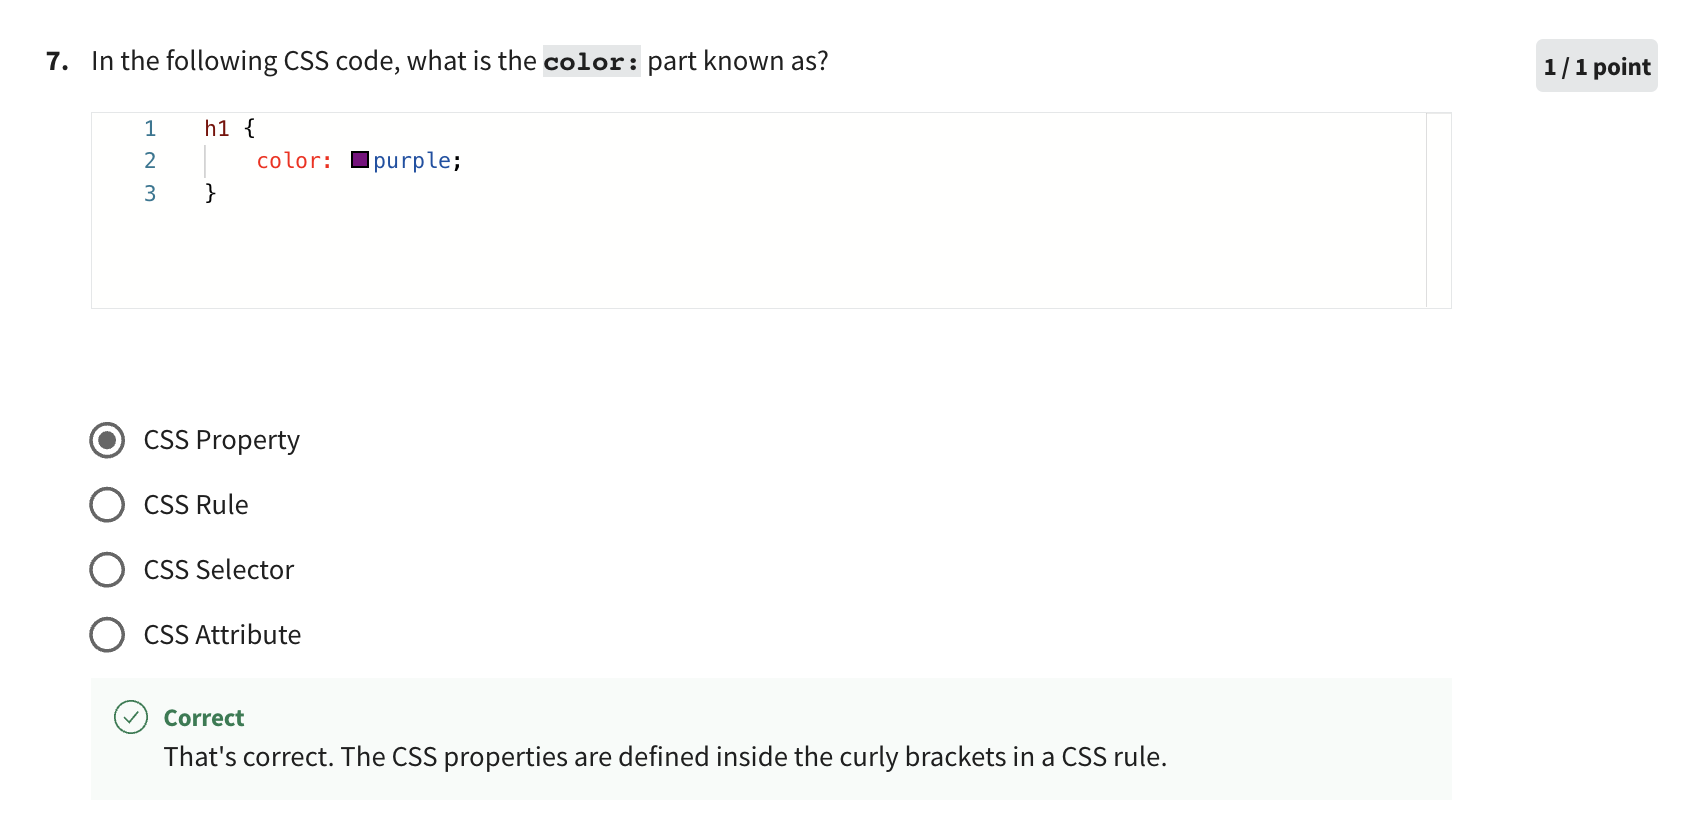 7. In the following CSS code, what is the color: part known as?
1 / 1 point
1 h1 {
2 color: purple;
3 }
CSS Property
CSS Rule
CSS Selector
CSS Attribute
Correct
That's correct. The CSS properties are defined inside the curly brackets in a CSS rule.